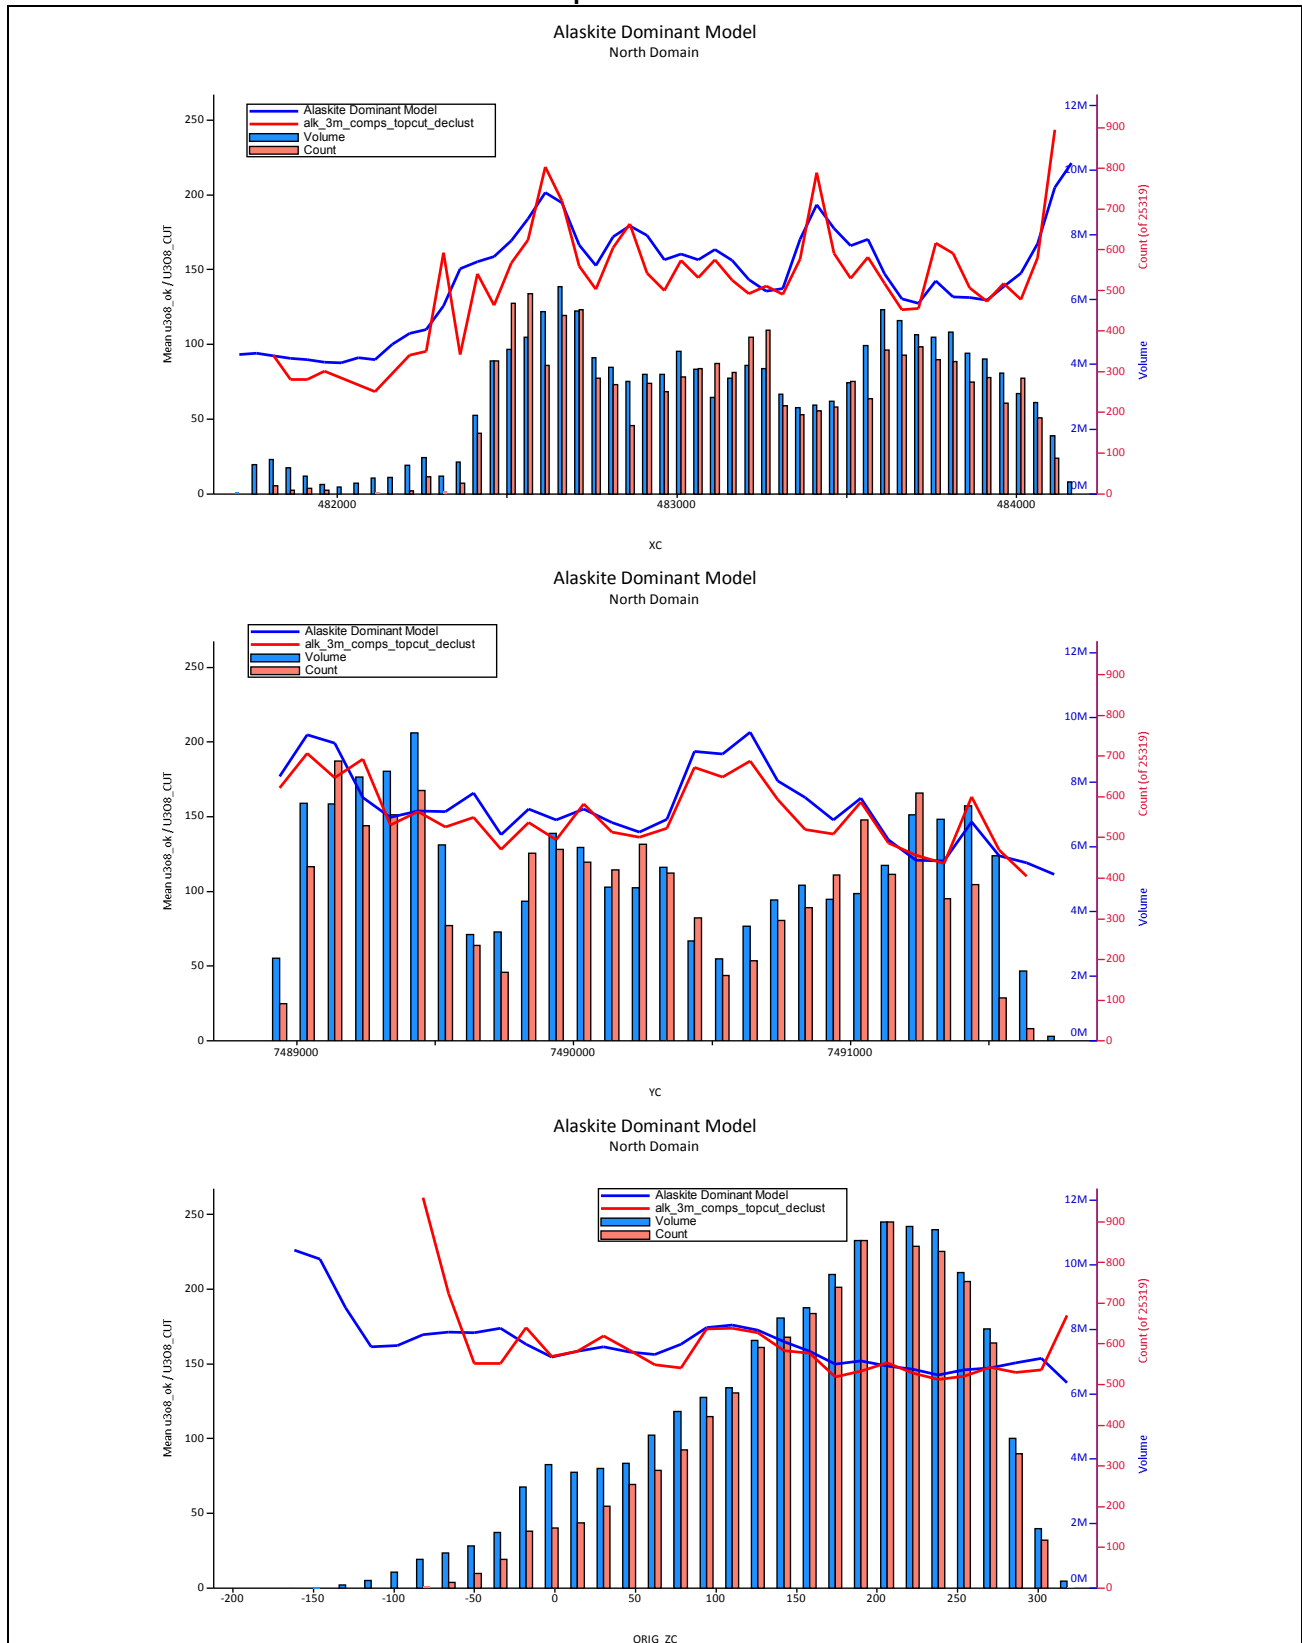 Alaskite Dominant Model
North Domain
Alaskite Dominant Model
alk_3m_comps_topcut_declust
Volume
Count
250
200
150
100
50
0
Mean u3o8_ok / U3O8_CUT
12M
10M
8M
6M
4M
2M
0M
Volume
900
800
700
600
500
400
300
200
100
0
Count (of 25319)
482000
483000
484000
XC
Alaskite Dominant Model
North Domain
Alaskite Dominant Model
alk_3m_comps_topcut_declust
Volume
Count
250
200
150
100
50
0
Mean u3o8_ok / U3O8_CUT
12M
10M
8M
6M
4M
2M
0M
Volume
900
800
700
600
500
400
300
200
100
0
Count (of 25319)
7489000
7490000
7491000
YC
Alaskite Dominant Model
North Domain
Alaskite Dominant Model
alk_3m_comps_topcut_declust
Volume
Count
250
200
150
100
50
0
Mean u3o8_ok / U3O8_CUT
12M
10M
8M
6M
4M
2M
0M
Volume
900
800
700
600
500
400
300
200
100
0
Count (of 25319)
-200
-150
-100
-50
0
50
100
150
200
250
300
ORIG_ZC